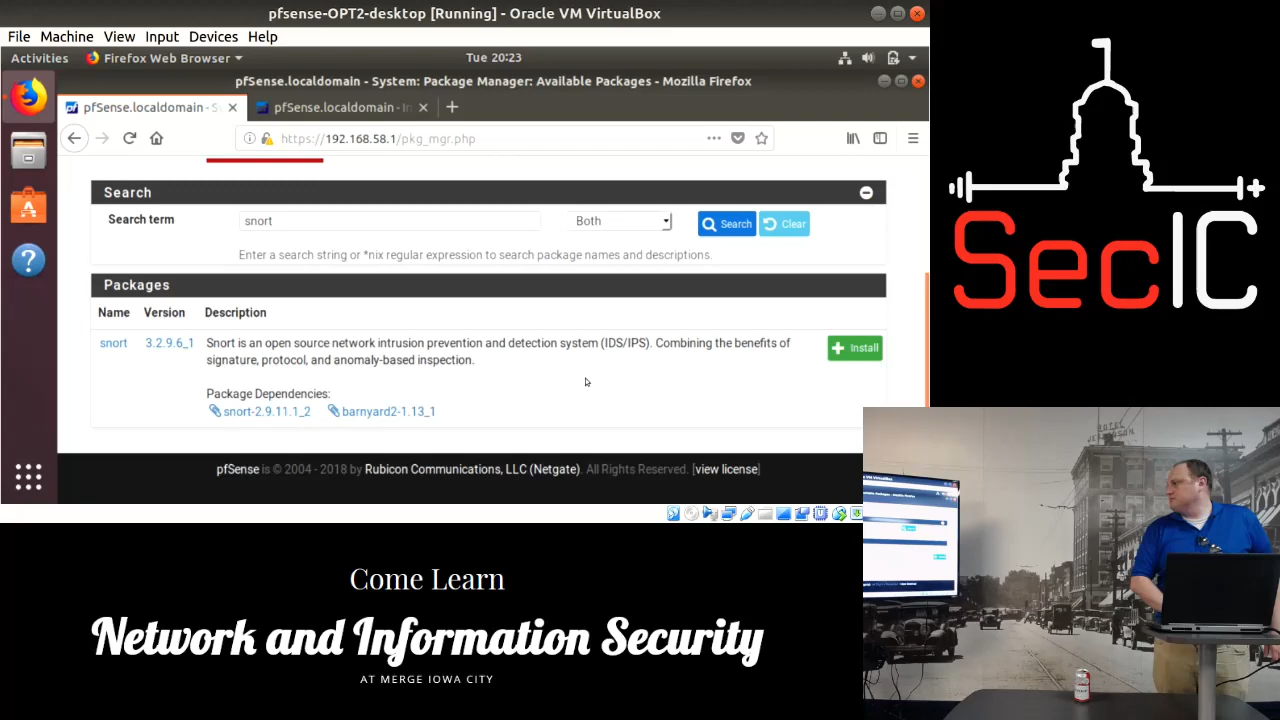 pfsense-OPT2-desktop [Running] - Oracle VM VirtualBox
File Machine View Input Devices Help
Activities Firefox Web Browser Tue 20:23
pfSense.localdomain - System: Package Manager: Available Packages - Mozilla Firefox
pfSense.localdomain - S pfSense.localdomain - In
https://192.168.58.1/pkg_mgr.php
Search
Search term snort Both Search Clear
Enter a search string or *nix regular expression to search package names and descriptions.
Packages
Name Version Description
snort 3.2.9.6_1 Snort is an open source network intrusion prevention and detection system (IDS/IPS). Combining the benefits of Install
signature, protocol, and anomaly-based inspection.
Package Dependencies:
snort-2.9.11.1_2 barnyard2-1.13_1
pfSense is © 2004 - 2018 by Rubicon Communications, LLC (Netgate). All Rights Reserved. [view license]
SecIC
Come Learn
Network and Information Security
AT MERGE IOWA CITY
HOTEL